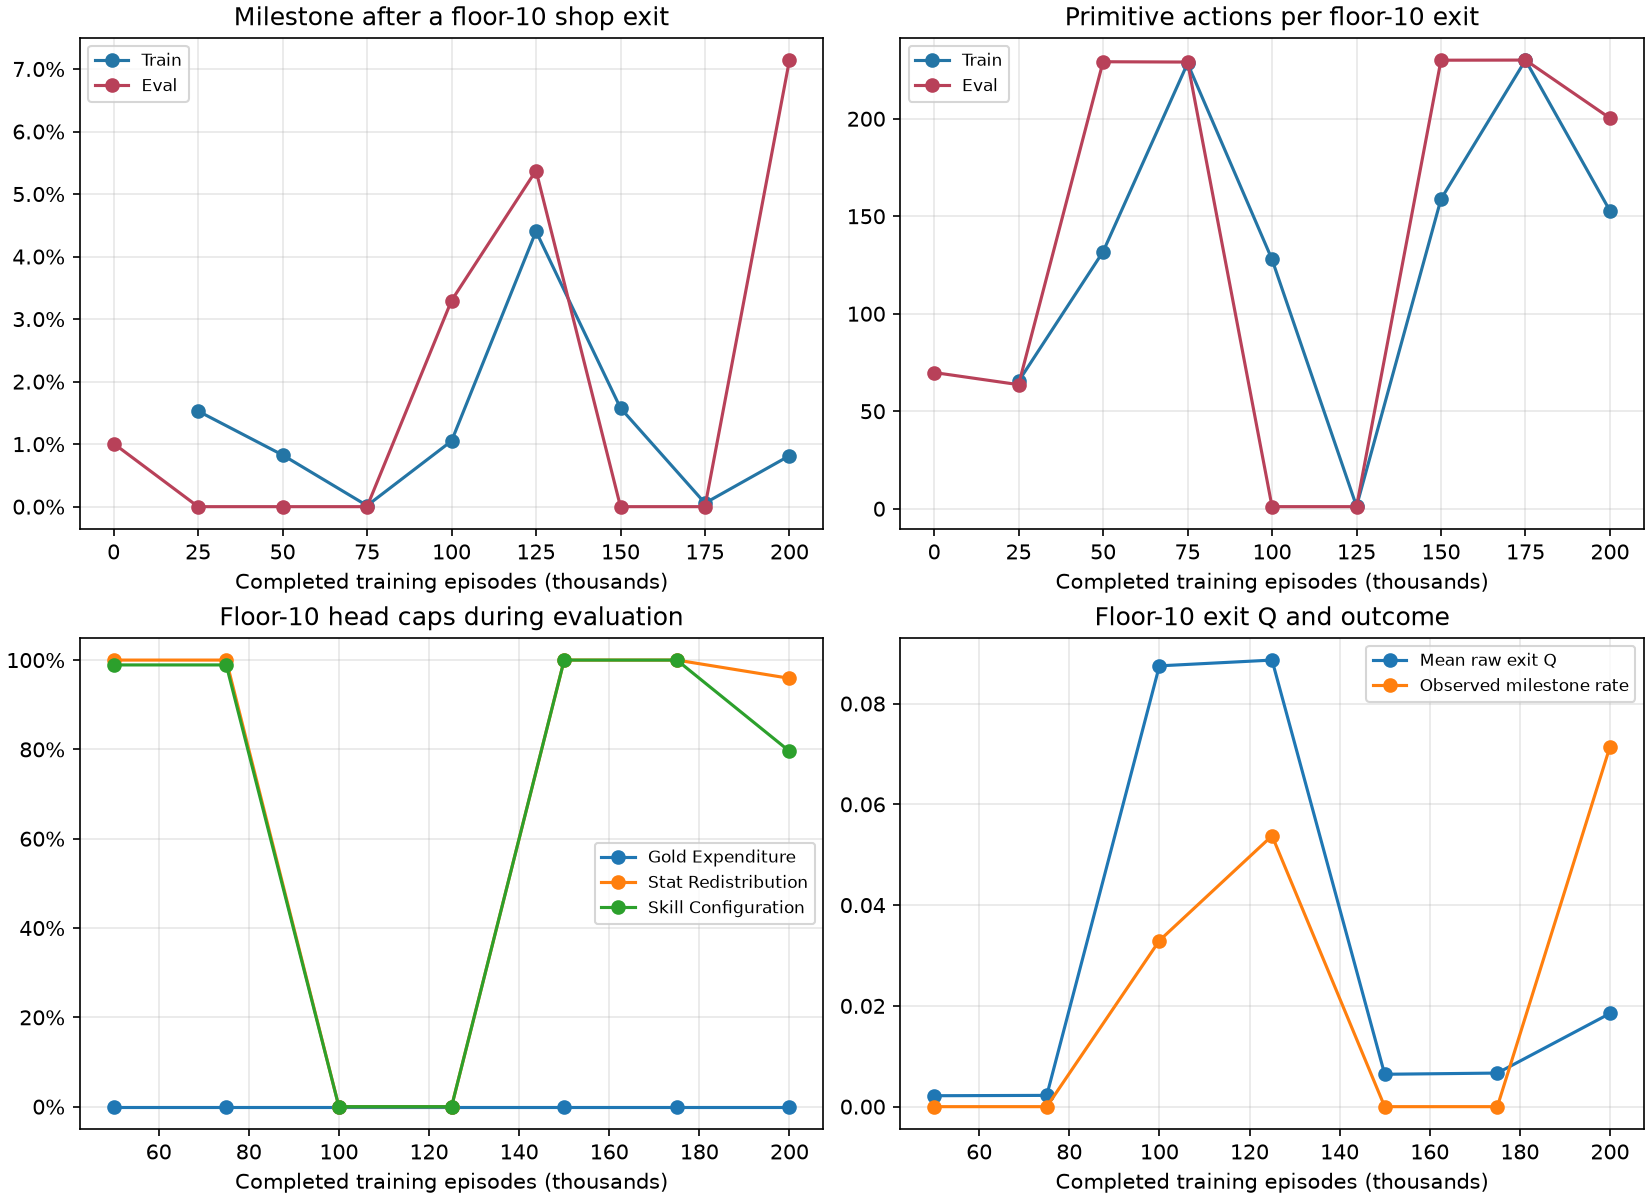 Milestone after a floor-10 shop exit
Train
Eval
7.0%
6.0%
5.0%
4.0%
3.0%
2.0%
1.0%
0.0%
0 25 50 75 100 125 150 175 200
Completed training episodes (thousands)
Primitive actions per floor-10 exit
Train
Eval
200
150
100
50
0
0 25 50 75 100 125 150 175 200
Completed training episodes (thousands)
Floor-10 head caps during evaluation
100%
80%
60%
40%
20%
0%
Gold Expenditure
Stat Redistribution
Skill Configuration
60 80 100 120 140 160 180 200
Completed training episodes (thousands)
Floor-10 exit Q and outcome
Mean raw exit Q
Observed milestone rate
0.08
0.06
0.04
0.02
0.00
60 80 100 120 140 160 180 200
Completed training episodes (thousands)